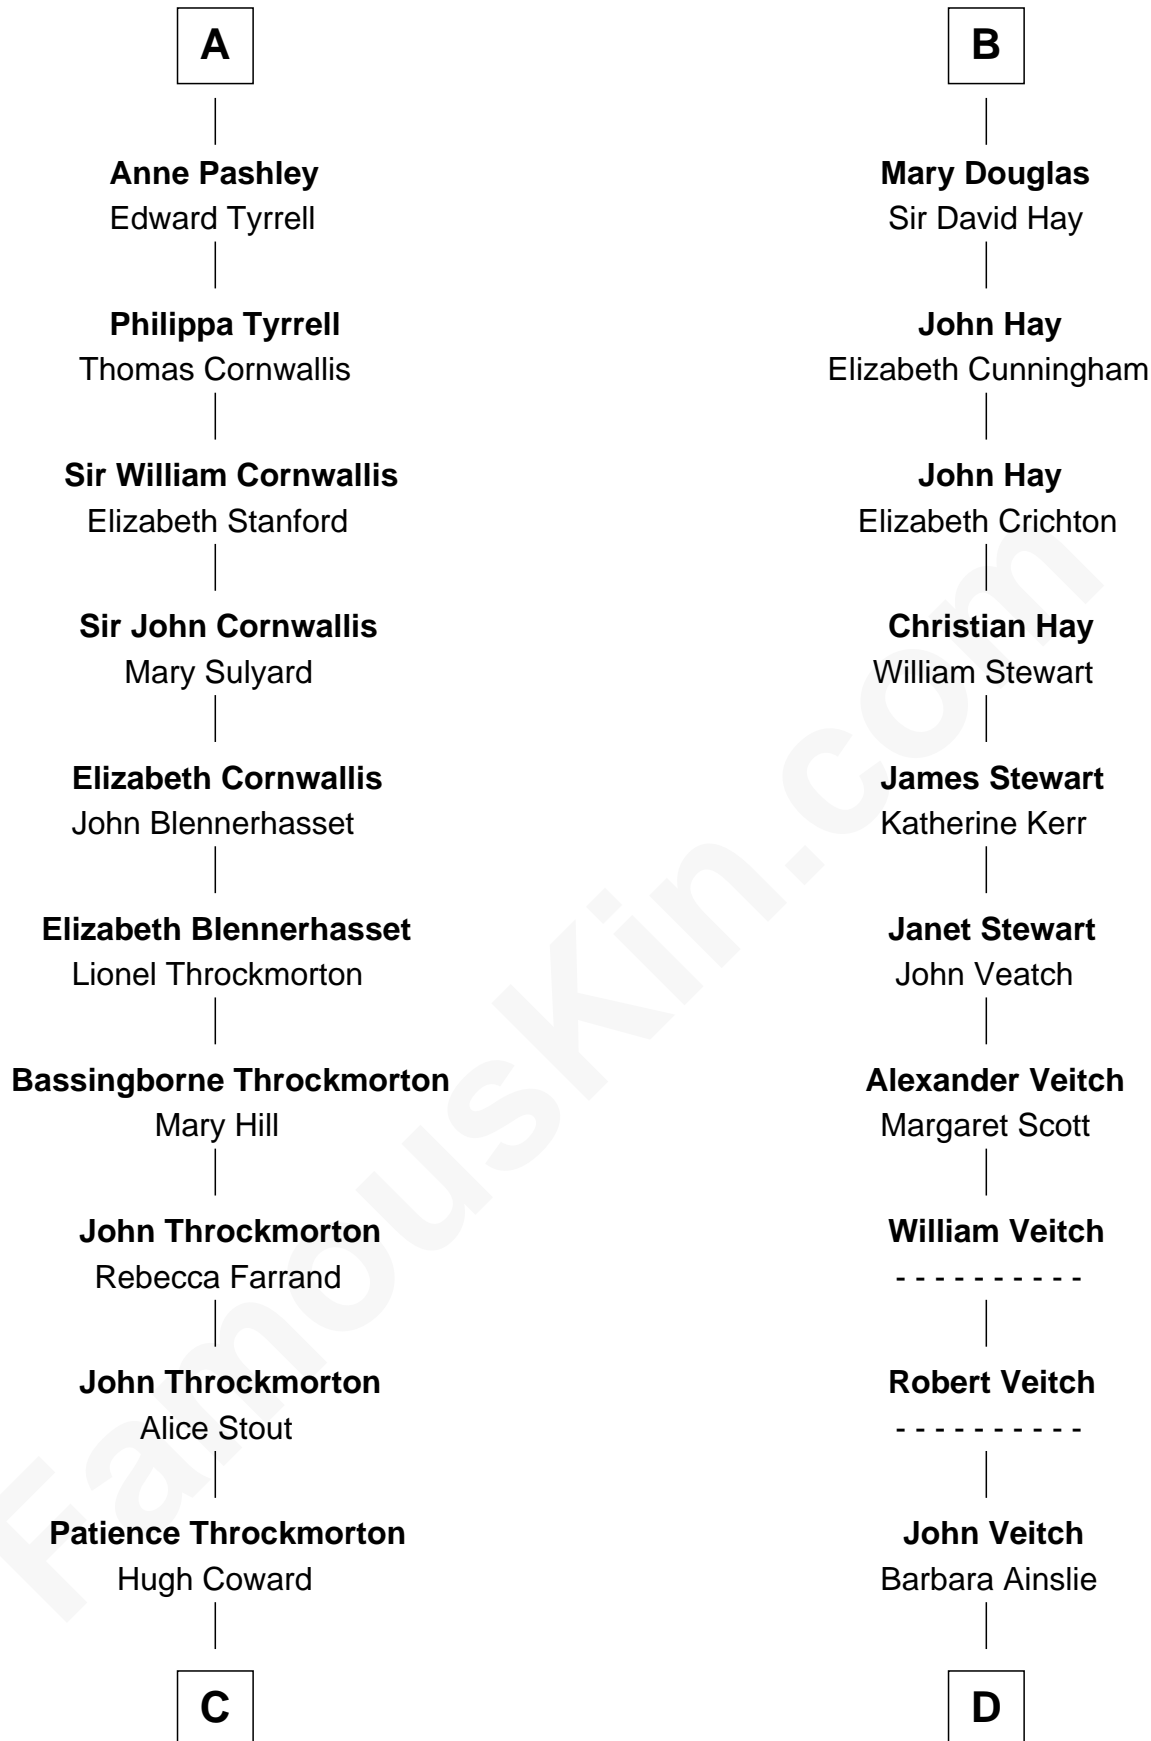 A
Anne Pashley
Edward Tyrrell
Philippa Tyrrell
Thomas Cornwallis
Sir William Cornwallis
Elizabeth Stanford
Sir John Cornwallis
Mary Sulyard
Elizabeth Cornwallis
John Blennerhasset
Elizabeth Blennerhasset
Lionel Throckmorton
Bassingborne Throckmorton
Mary Hill
John Throckmorton
Rebecca Farrand
John Throckmorton
Alice Stout
Patience Throckmorton
Hugh Coward
C
B
Mary Douglas
Sir David Hay
John Hay
Elizabeth Cunningham
John Hay
Elizabeth Crichton
Christian Hay
William Stewart
James Stewart
Katherine Kerr
Janet Stewart
John Veatch
Alexander Veitch
Margaret Scott
William Veitch
- - - - - - - - - -
Robert Veitch
- - - - - - - - - -
John Veitch
Barbara Ainslie
D
FamousKin.com